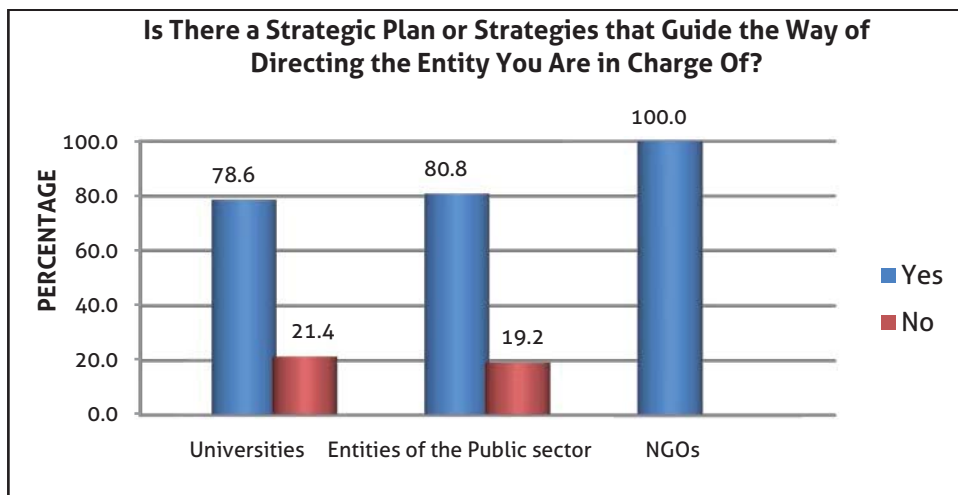 Is There a Strategic Plan or Strategies that Guide the Way of
Directing the Entity You Are in Charge Of?
PERCENTAGE
100.0
80.0
60.0
40.0
20.0
0.0
78.6
21.4
80.8
19.2
100.0
Universities
Entities of the Public sector
NGOs
Yes
No